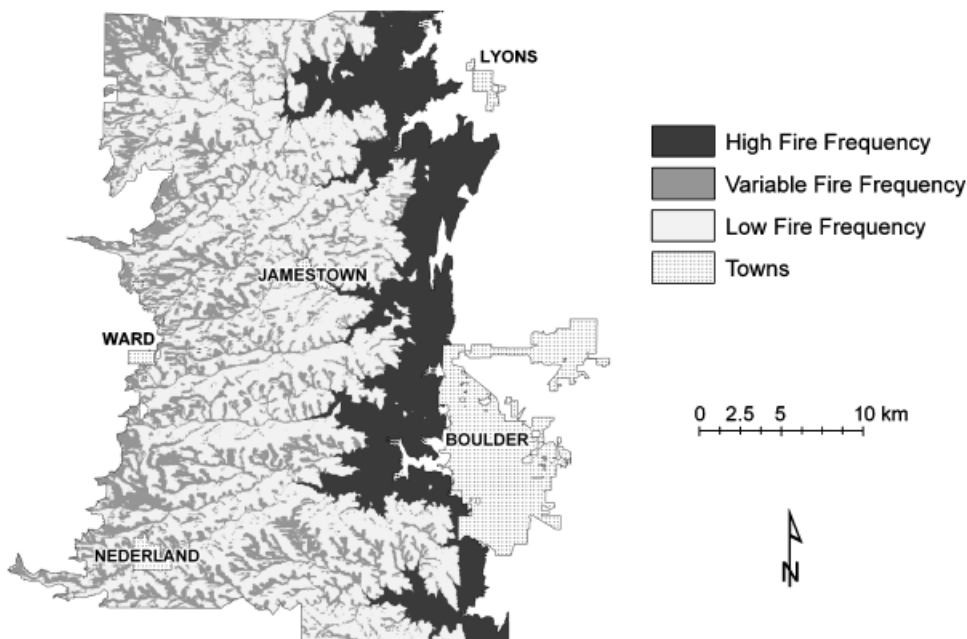 LYONS
High Fire Frequency
Variable Fire Frequency
Low Fire Frequency
Towns
JAMESTOWN
WARD
0 2.5 5 10 km
BOULDER
NEDERLAND
N